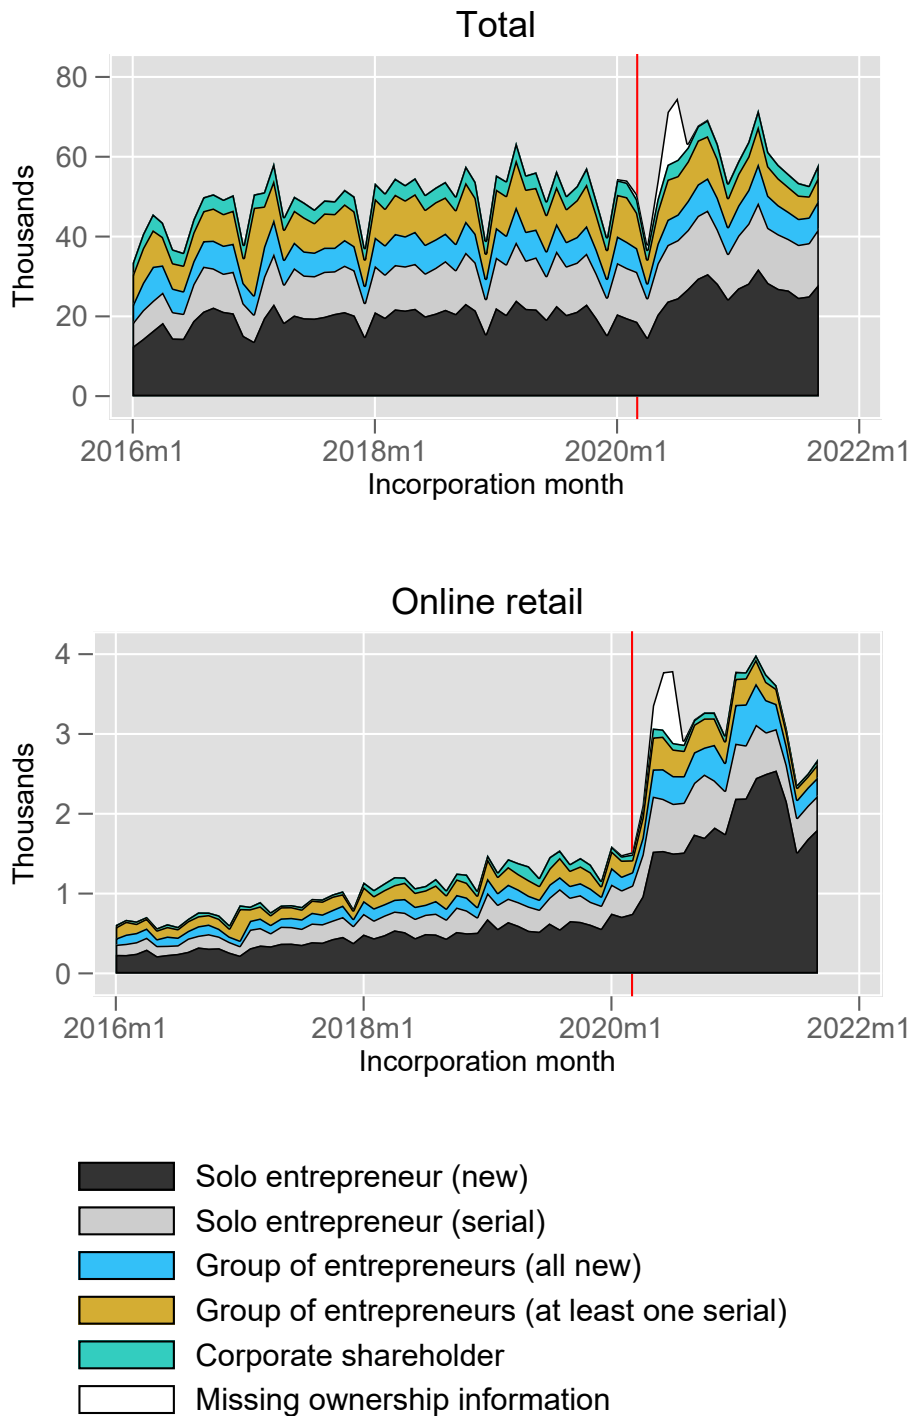 Total
Thousands
80
60
40
20
0
2016m1 2018m1 2020m1 2022m1
Incorporation month
Online retail
Thousands
4
3
2
1
0
2016m1 2018m1 2020m1 2022m1
Incorporation month
Solo entrepreneur (new)
Solo entrepreneur (serial)
Group of entrepreneurs (all new)
Group of entrepreneurs (at least one serial)
Corporate shareholder
Missing ownership information